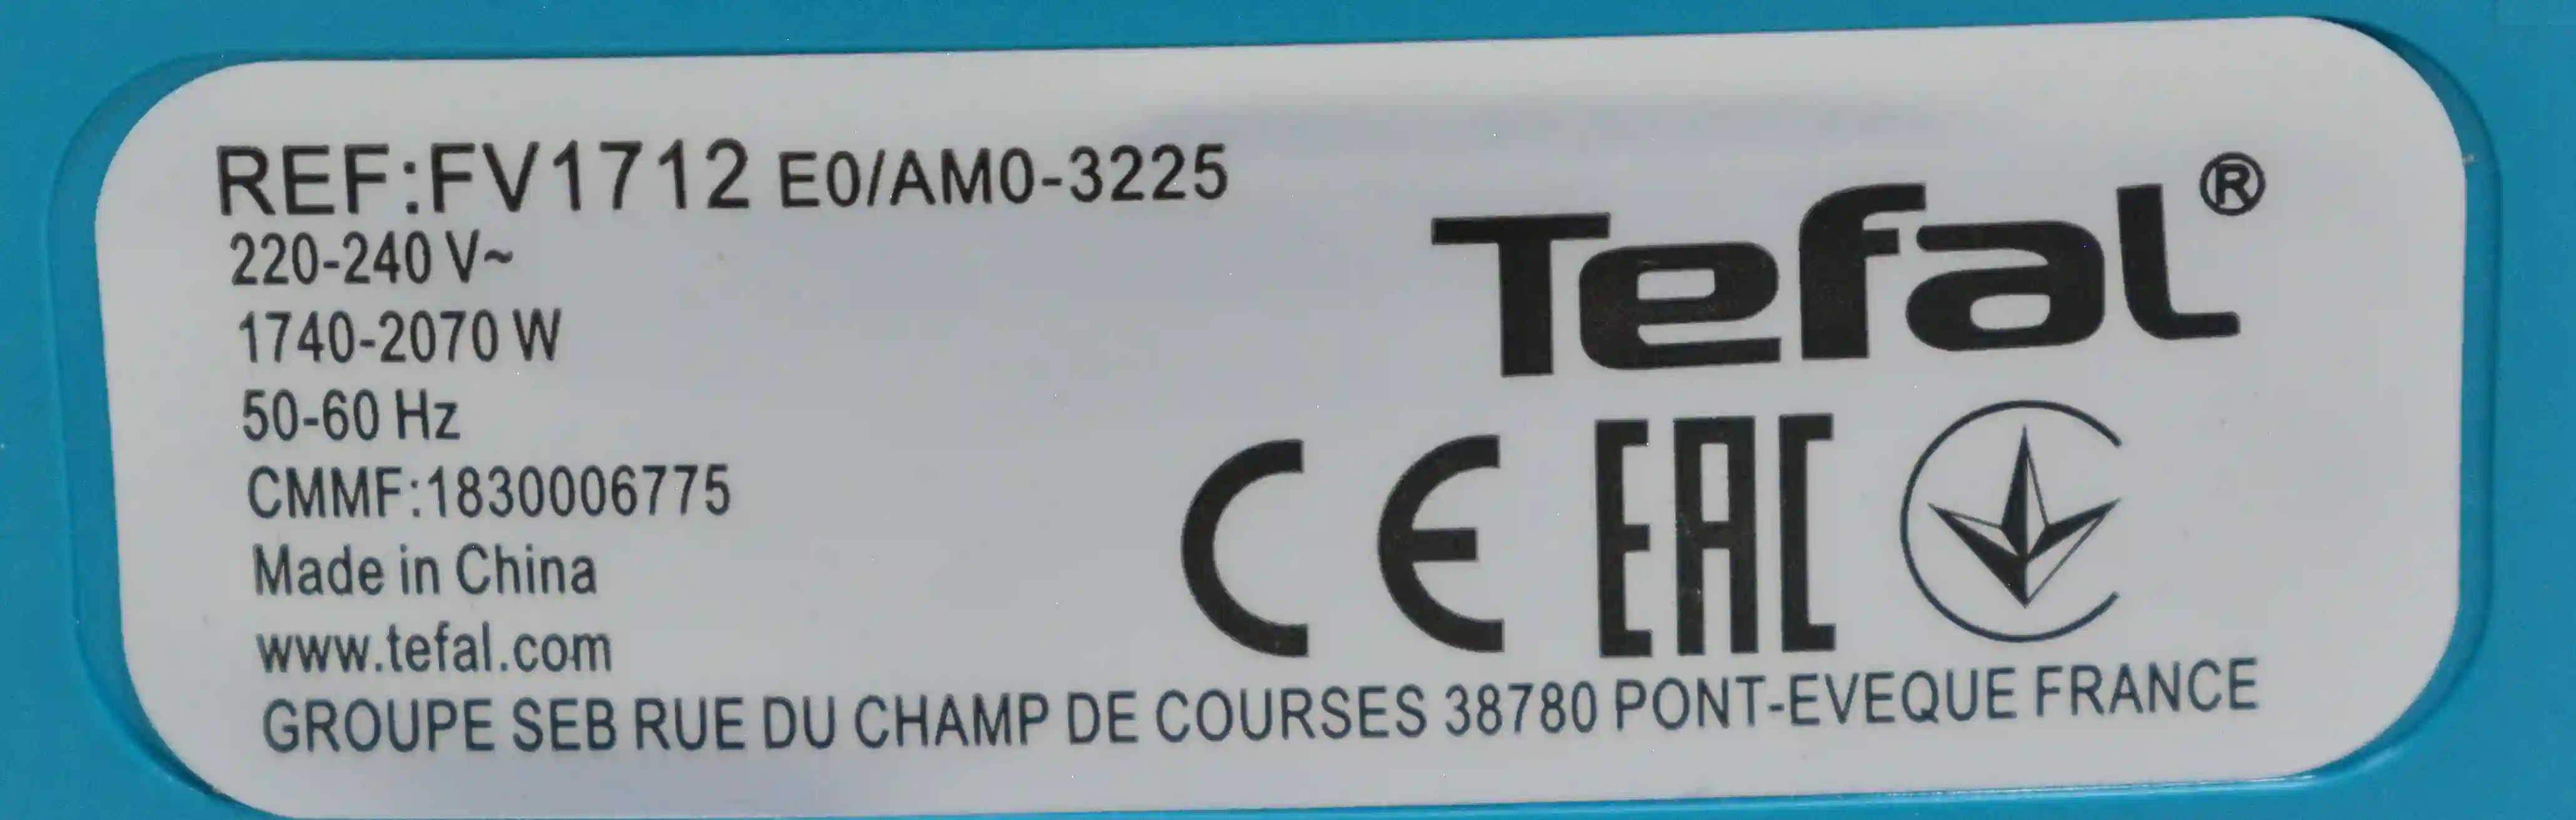 REF:FV1712 E0/AM0-3225
220-240 V~
1740-2070 W
50-60 Hz
CMMF:1830006775
Made in China
www.tefal.com
Tefal®
CE EAC
GROUPE SEB RUE DU CHAMP DE COURSES 38780 PONT-EVEQUE FRANCE